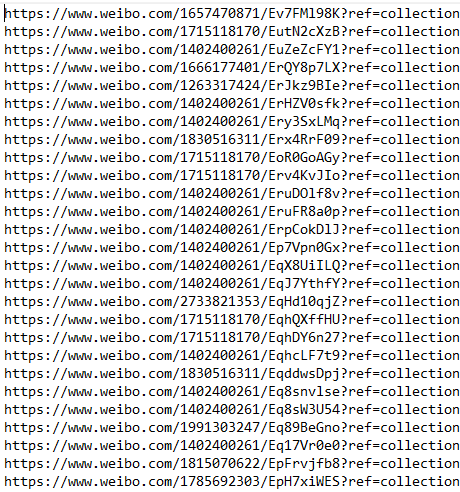 https://www.weibo.com/1657470871/Ev7FMl98K?ref=collection
https://www.weibo.com/1715118170/EutN2cXzB?ref=collection
https://www.weibo.com/1402400261/EuZeZcFY1?ref=collection
https://www.weibo.com/1666177401/ErQY8p7LX?ref=collection
https://www.weibo.com/1263317424/ErJkz9BIe?ref=collection
https://www.weibo.com/1402400261/ErHZV0sfk?ref=collection
https://www.weibo.com/1402400261/Ery3SxLMq?ref=collection
https://www.weibo.com/1830516311/Erx4RrF09?ref=collection
https://www.weibo.com/1715118170/EoR0GoAGy?ref=collection
https://www.weibo.com/1715118170/Erv4KvJIo?ref=collection
https://www.weibo.com/1402400261/EruDOlf8v?ref=collection
https://www.weibo.com/1402400261/EruFR8a0p?ref=collection
https://www.weibo.com/1402400261/ErpCokDlJ?ref=collection
https://www.weibo.com/1402400261/Ep7Vpn0Gx?ref=collection
https://www.weibo.com/1402400261/EqX8UiILQ?ref=collection
https://www.weibo.com/1402400261/EqJ7YthfY?ref=collection
https://www.weibo.com/2733821353/EqHd10qjZ?ref=collection
https://www.weibo.com/1715118170/EqhQXffHU?ref=collection
https://www.weibo.com/1715118170/EqhDY6n27?ref=collection
https://www.weibo.com/1402400261/EqhcLF7t9?ref=collection
https://www.weibo.com/1830516311/EqddwsDpj?ref=collection
https://www.weibo.com/1402400261/Eq8snvlse?ref=collection
https://www.weibo.com/1402400261/Eq8sW3U54?ref=collection
https://www.weibo.com/1991303247/Eq89BeGno?ref=collection
https://www.weibo.com/1402400261/Eq17Vr0e0?ref=collection
https://www.weibo.com/1815070622/EpFrvjfb8?ref=collection
https://www.weibo.com/1785692303/EpH7xiWES?ref=collection